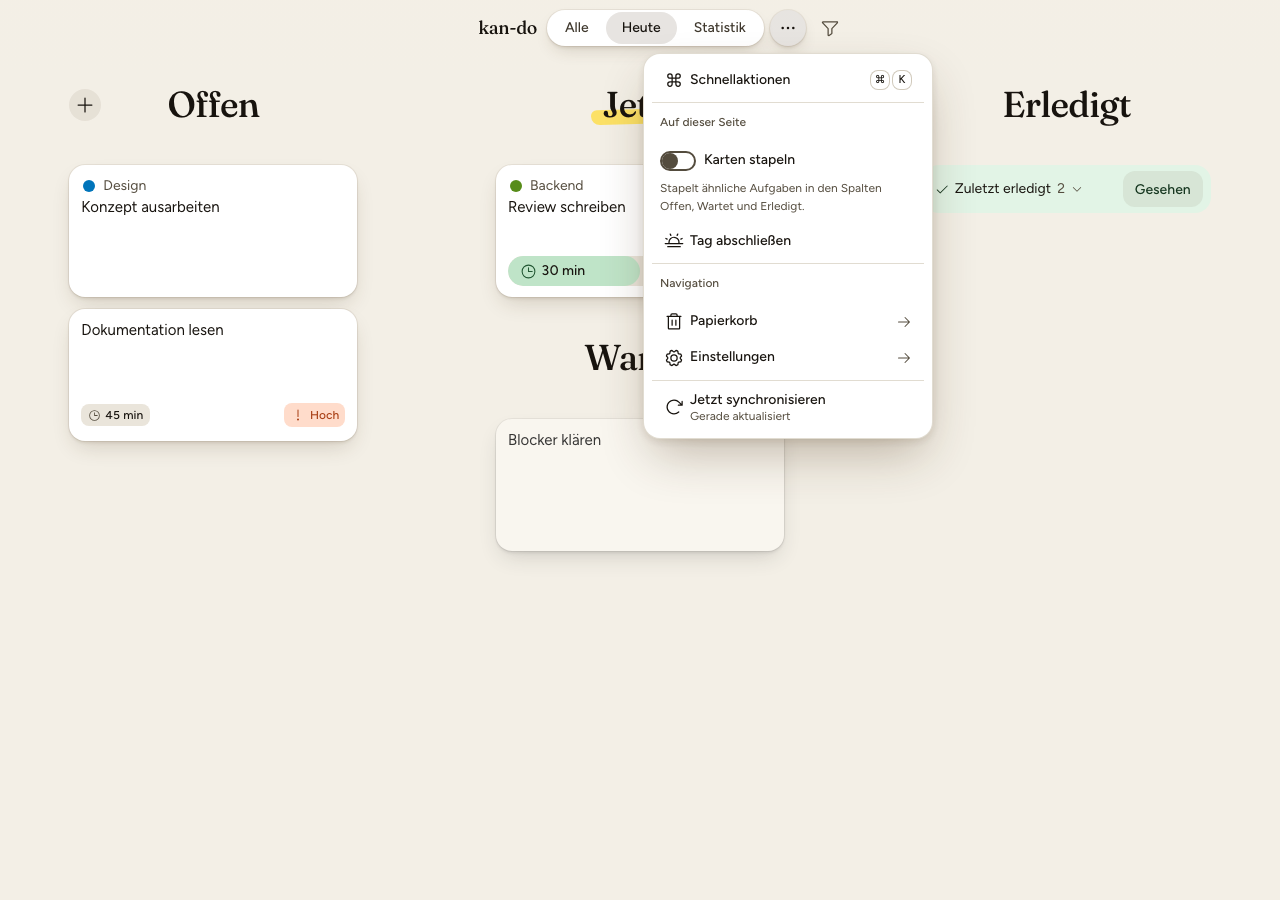 kan-do
Alle
Heute
Statistik
Offen
Erledigt
Design
Konzept ausarbeiten
Dokumentation lesen
45 min
Hoch
Backend
Review schreiben
30 min
Blocker klären
Schnellaktionen
⌘ K
Auf dieser Seite
Karten stapeln
Stapelt ähnliche Aufgaben in den Spalten
Offen, Wartet und Erledigt.
Tag abschließen
Navigation
Papierkorb
Einstellungen
Jetzt synchronisieren
Gerade aktualisiert
Zuletzt erledigt 2
Gesehen